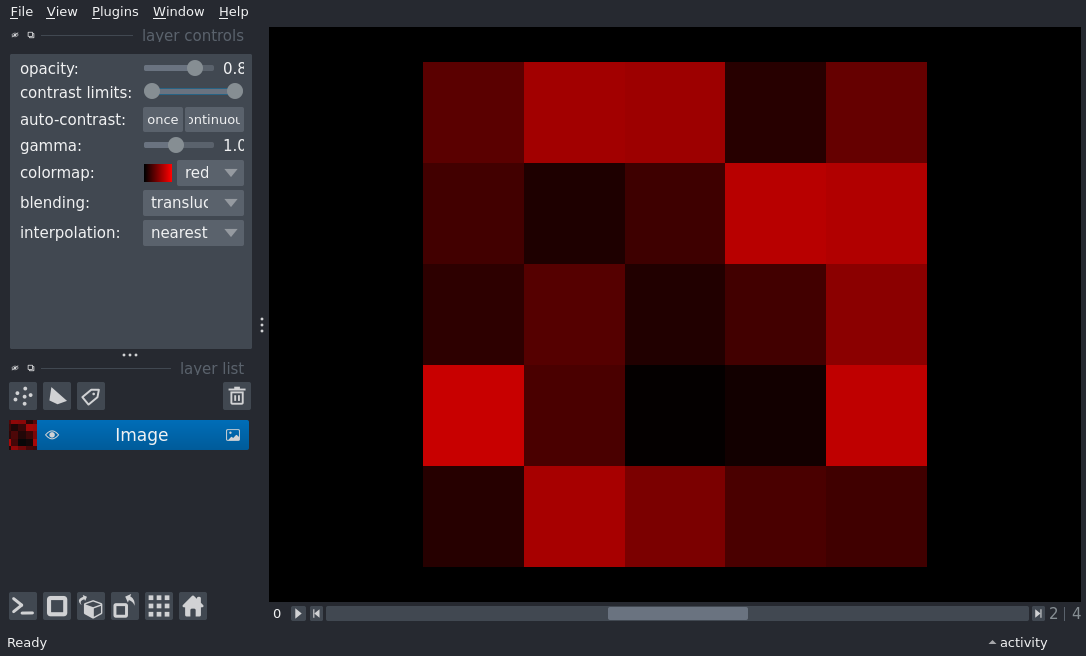 File View Plugins Window Help
layer controls
opacity: 0.8
contrast limits:
auto-contrast: once ontinuou
gamma: 1.0
colormap: red
blending: transluc
interpolation: nearest
layer list
Image
0 2 | 4
Ready activity